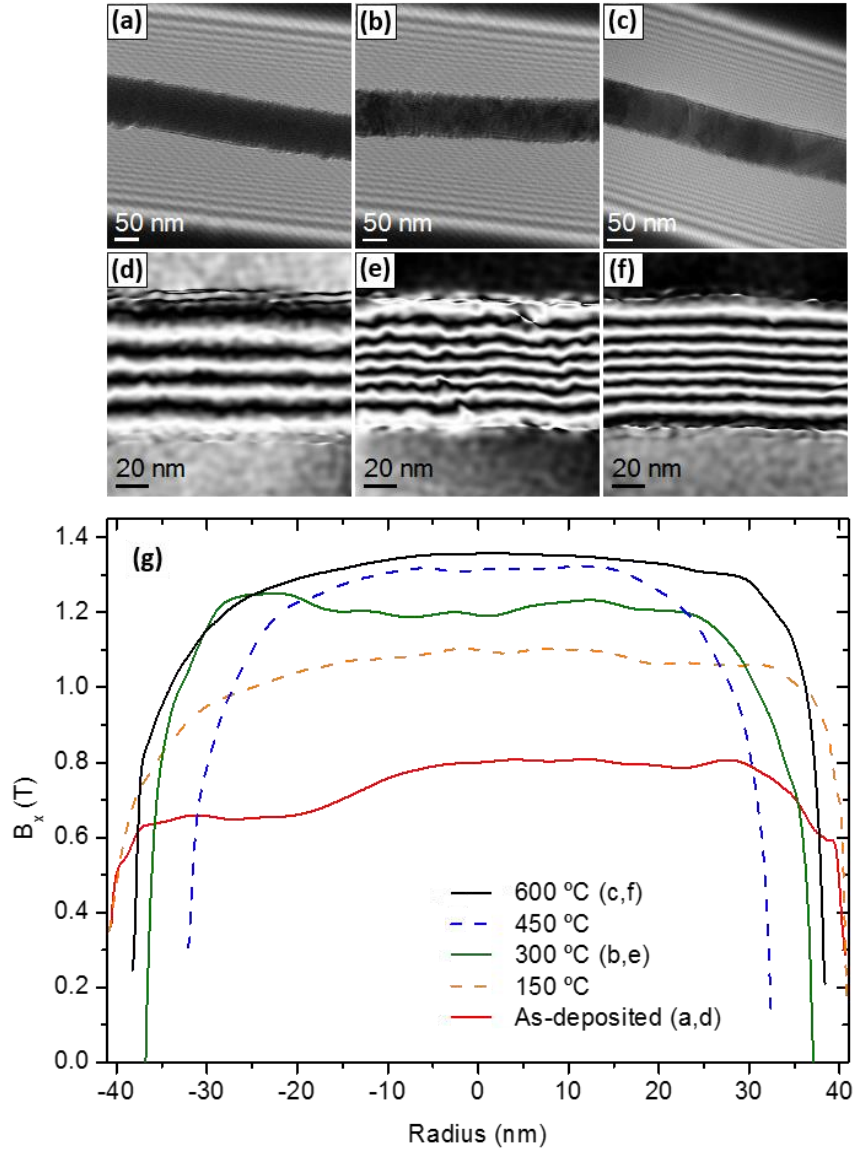 (a) (b) (c)
50 nm 50 nm 50 nm
(d) (e) (f)
20 nm 20 nm 20 nm
(g)
1.4
1.2
1.0
0.8
0.6
0.4
0.2
0.0
Bₓ (T)
600 ºC (c,f)
450 ºC
300 ºC (b,e)
150 ºC
As-deposited (a,d)
-40 -30 -20 -10 0 10 20 30 40
Radius (nm)